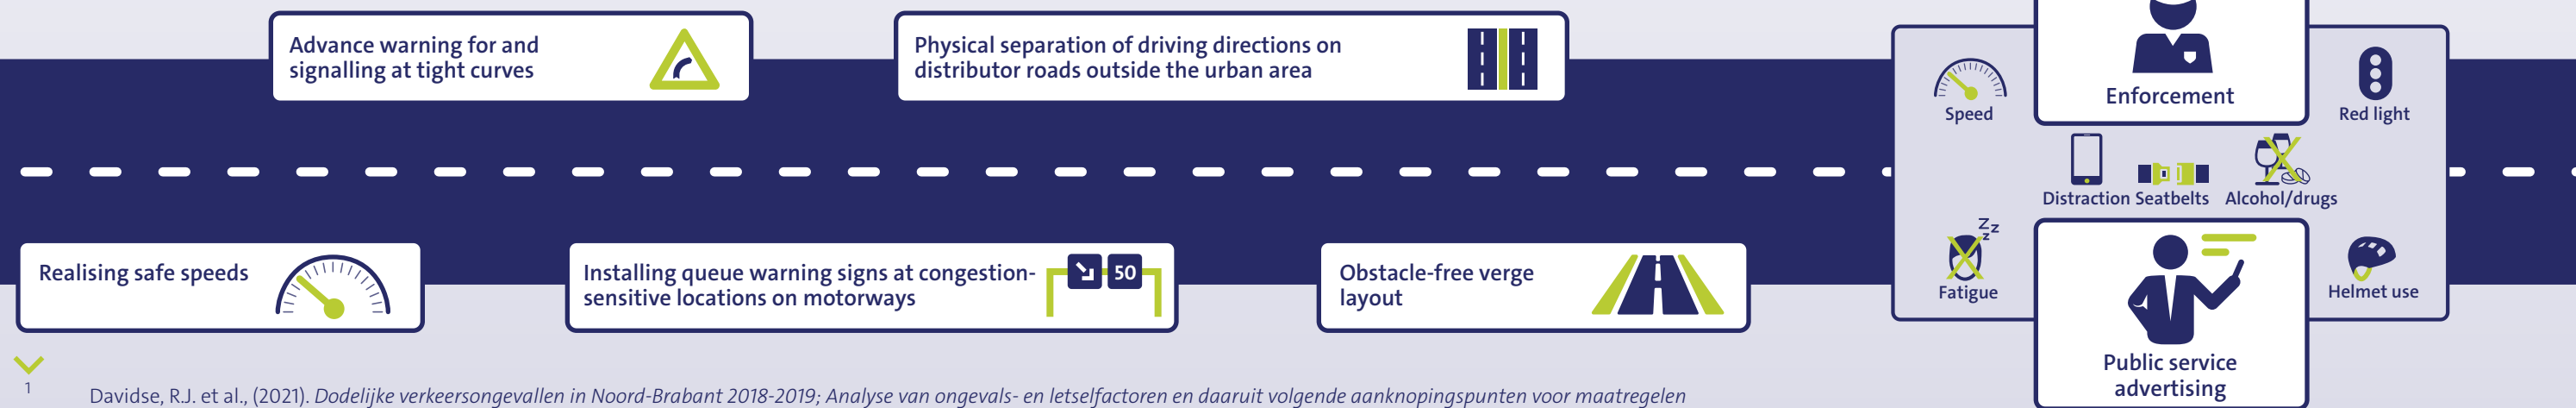 Advance warning for and
signalling at tight curves
Physical separation of driving directions on
distributor roads outside the urban area
Enforcement
Speed
Red light
Distraction
Seatbelts
Alcohol/drugs
Zzz
Fatigue
Helmet use
Realising safe speeds
Installing queue warning signs at congestion-
sensitive locations on motorways
50
Obstacle-free verge
layout
Public service
advertising
1
Davidse, R.J. et al., (2021). Dodelijke verkeersongevallen in Noord-Brabant 2018-2019; Analyse van ongevals- en letselfactoren en daaruit volgende aanknopingspunten voor maatregelen